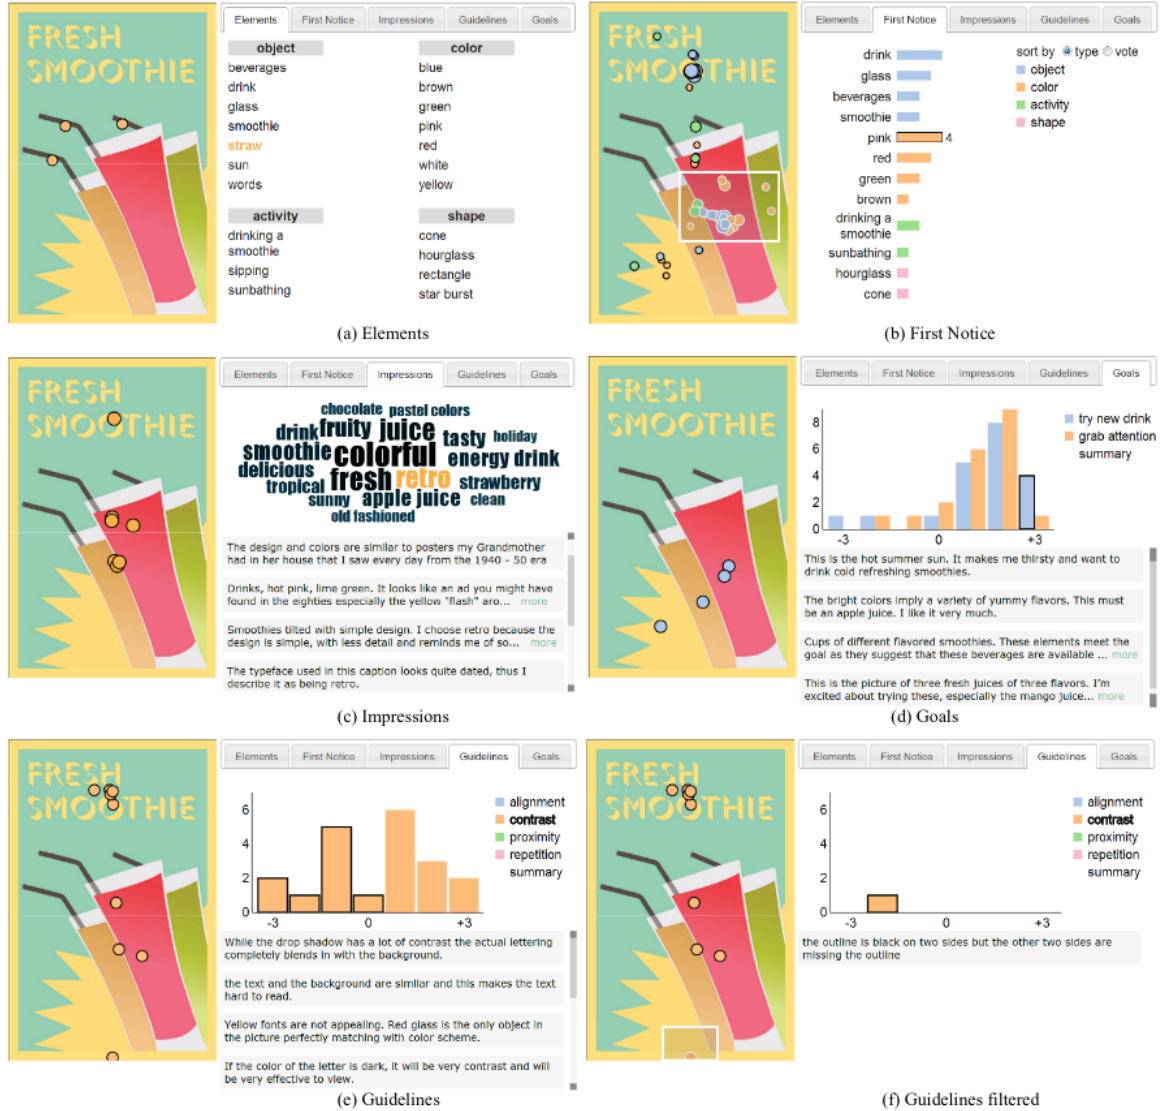 FRESH
SMOOTHIE
Elements First Notice Impressions Guidelines Goals
object color
beverages blue
drink brown
glass green
smoothie pink
straw red
sun white
words yellow
activity shape
drinking a cone
smoothie hourglass
sipping rectangle
sunbathing star burst
(a) Elements
FRESH
SMOOTHIE
Elements First Notice Impressions Guidelines Goals
sort by type vote
drink
glass
beverages
smoothie
pink 4
red
green
brown
drinking a
smoothie
sunbathing
hourglass
cone
object
color
activity
shape
(b) First Notice
FRESH
SMOOTHIE
Elements First Notice Impressions Guidelines Goals
chocolate pastel colors
drink fruity juice tasty holiday
smoothie colorful energy drink
delicious fresh retro strawberry
tropical sunny apple juice clean
old fashioned
The design and colors are similar to posters my Grandmother
had in her house that I saw every day from the 1940 - 50 era
Drinks, hot pink, lime green. It looks like an ad you might have
found in the eighties especially the yellow "flash" aro... more
Smoothies tilted with simple design. I choose retro because the
design is simple, with less detail and reminds me of so... more
The typeface used in this caption looks quite dated, thus I
describe it as being retro.
(c) Impressions
FRESH
SMOOTHIE
Elements First Notice Impressions Guidelines Goals
8
6
4
2
0
-3 0 +3
try new drink
grab attention
summary
This is the hot summer sun. It makes me thirsty and want to
drink cold refreshing smoothies.
The bright colors imply a variety of yummy flavors. This must
be an apple juice. I like it very much.
Cups of different flavored smoothies. These elements meet the
goal as they suggest that these beverages are available ... more
This is the picture of three fresh juices of three flavors. I'm
excited about trying these, especially the mango juice... more
(d) Goals
FRESH
SMOOTHIE
Elements First Notice Impressions Guidelines Goals
6
4
2
0
-3 0 +3
alignment
contrast
proximity
repetition
summary
While the drop shadow has a lot of contrast the actual lettering
completely blends in with the background.
the text and the background are similar and this makes the text
hard to read.
Yellow fonts are not appealing. Red glass is the only object in
the picture perfectly matching with color scheme.
If the color of the letter is dark, it will be very contrast and will
be very effective to view.
(e) Guidelines
FRESH
SMOOTHIE
Elements First Notice Impressions Guidelines Goals
6
4
2
0
-3 0 +3
alignment
contrast
proximity
repetition
summary
the outline is black on two sides but the other two sides are
missing the outline
(f) Guidelines filtered